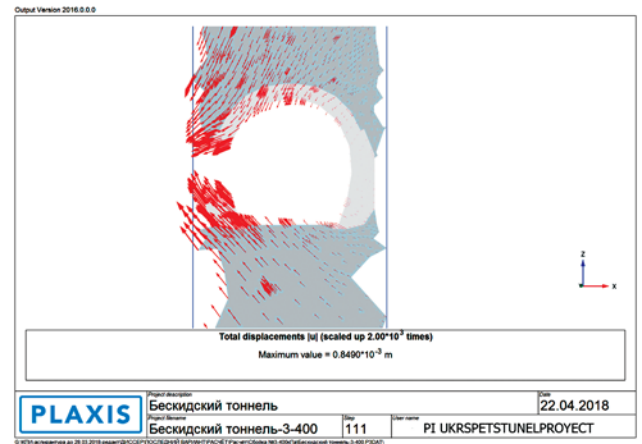 Output Version 2016.0.0.0
z
x
Total displacements |u| (scaled up 2.00*10³ times)
Maximum value = 0.8490*10⁻³ m
PLAXIS
Project description
Бескидский тоннель
Date
22.04.2018
Project filename
Бескидский тоннель-3-400
Step
111
User name
PI UKRSPETSTUNELPROYECT